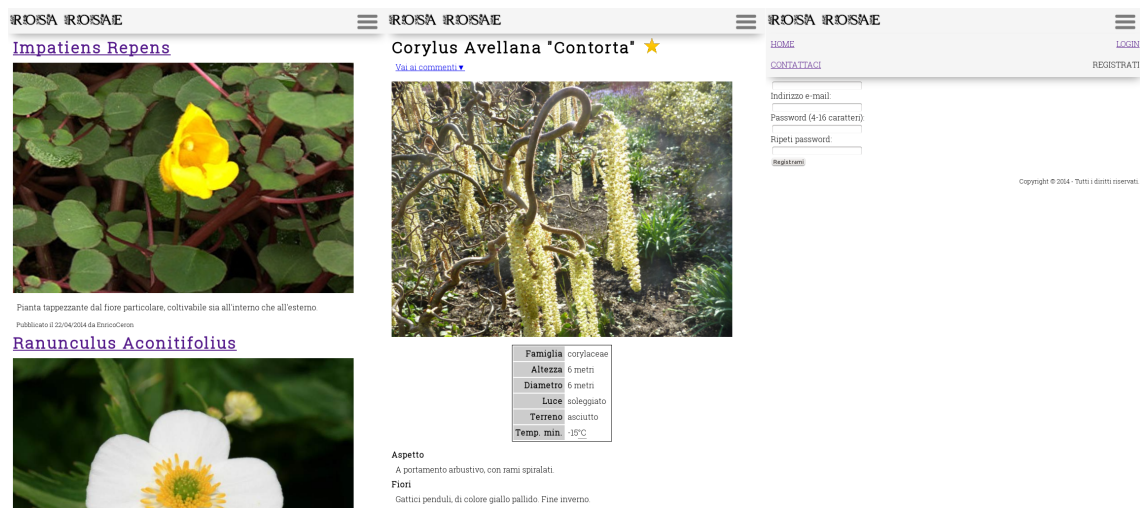 ROSA ROSAE
Impatiens Repens
Pianta tappezzante dal fiore particolare, coltivabile sia all'interno che all'esterno.
Pubblicato il 22/04/2014 da EnricoCeron
Ranunculus Aconitifolius
ROSA ROSAE
Corylus Avellana "Contorta"
Vai ai commenti▼
Famiglia corylaceae
Altezza 6 metri
Diametro 6 metri
Luce soleggiato
Terreno asciutto
Temp. min. -15°C
Aspetto
A portamento arbustivo, con rami spiralati.
Fiori
Gattici penduli, di colore giallo pallido. Fine inverno.
ROSA ROSAE
HOME LOGIN
CONTATTACI REGISTRATI
Indirizzo e-mail:
Password (4-16 caratteri):
Ripeti password:
Registrami
Copyright © 2014 - Tutti i diritti riservati.